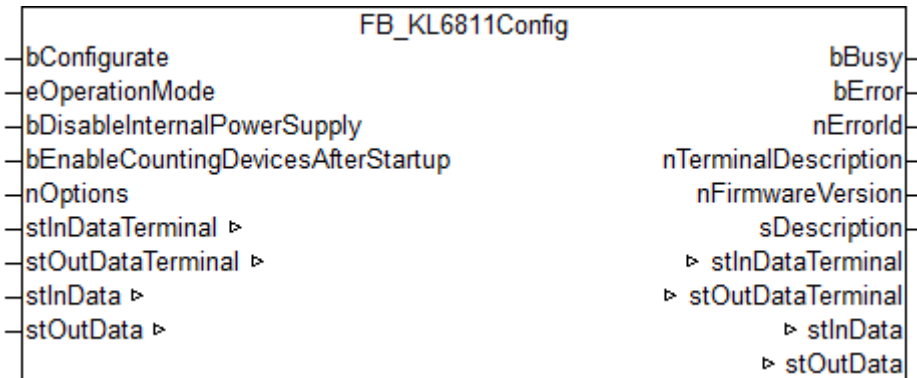 FB_KL6811Config
bConfigurate bBusy
eOperationMode bError
bDisableInternalPowerSupply nErrorId
bEnableCountingDevicesAfterStartup nTerminalDescription
nOptions nFirmwareVersion
stInDataTerminal ▷ sDescription
stOutDataTerminal ▷ ▷ stInDataTerminal
stInData ▷ ▷ stOutDataTerminal
stOutData ▷ ▷ stInData
▷ stOutData